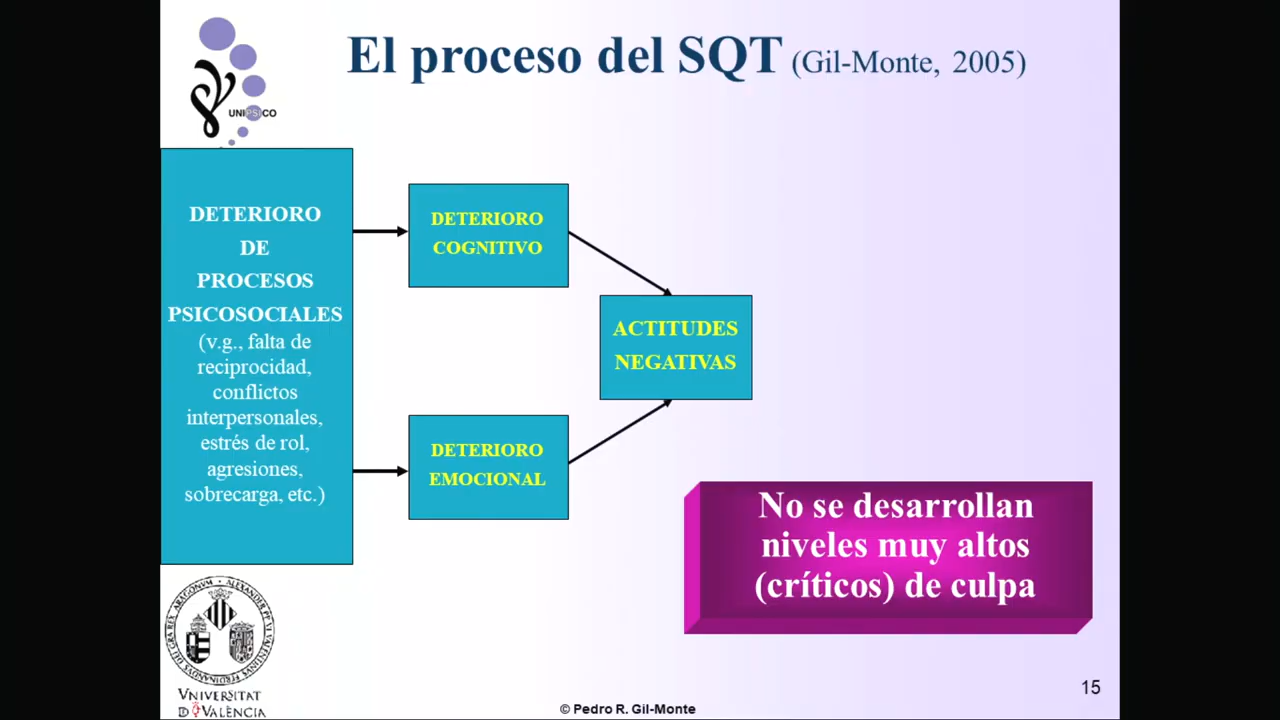 El proceso del SQT (Gil-Monte, 2005)
UNIPSICO
DETERIORO
DE
PROCESOS
PSICOSOCIALES
(v.g., falta de
reciprocidad,
conflictos
interpersonales,
estrés de rol,
agresiones,
sobrecarga, etc.)
DETERIORO
COGNITIVO
ACTITUDES
NEGATIVAS
DETERIORO
EMOCIONAL
No se desarrollan
niveles muy altos
(críticos) de culpa
VNIVERSITAT
D VALÈNCIA
© Pedro R. Gil-Monte
15